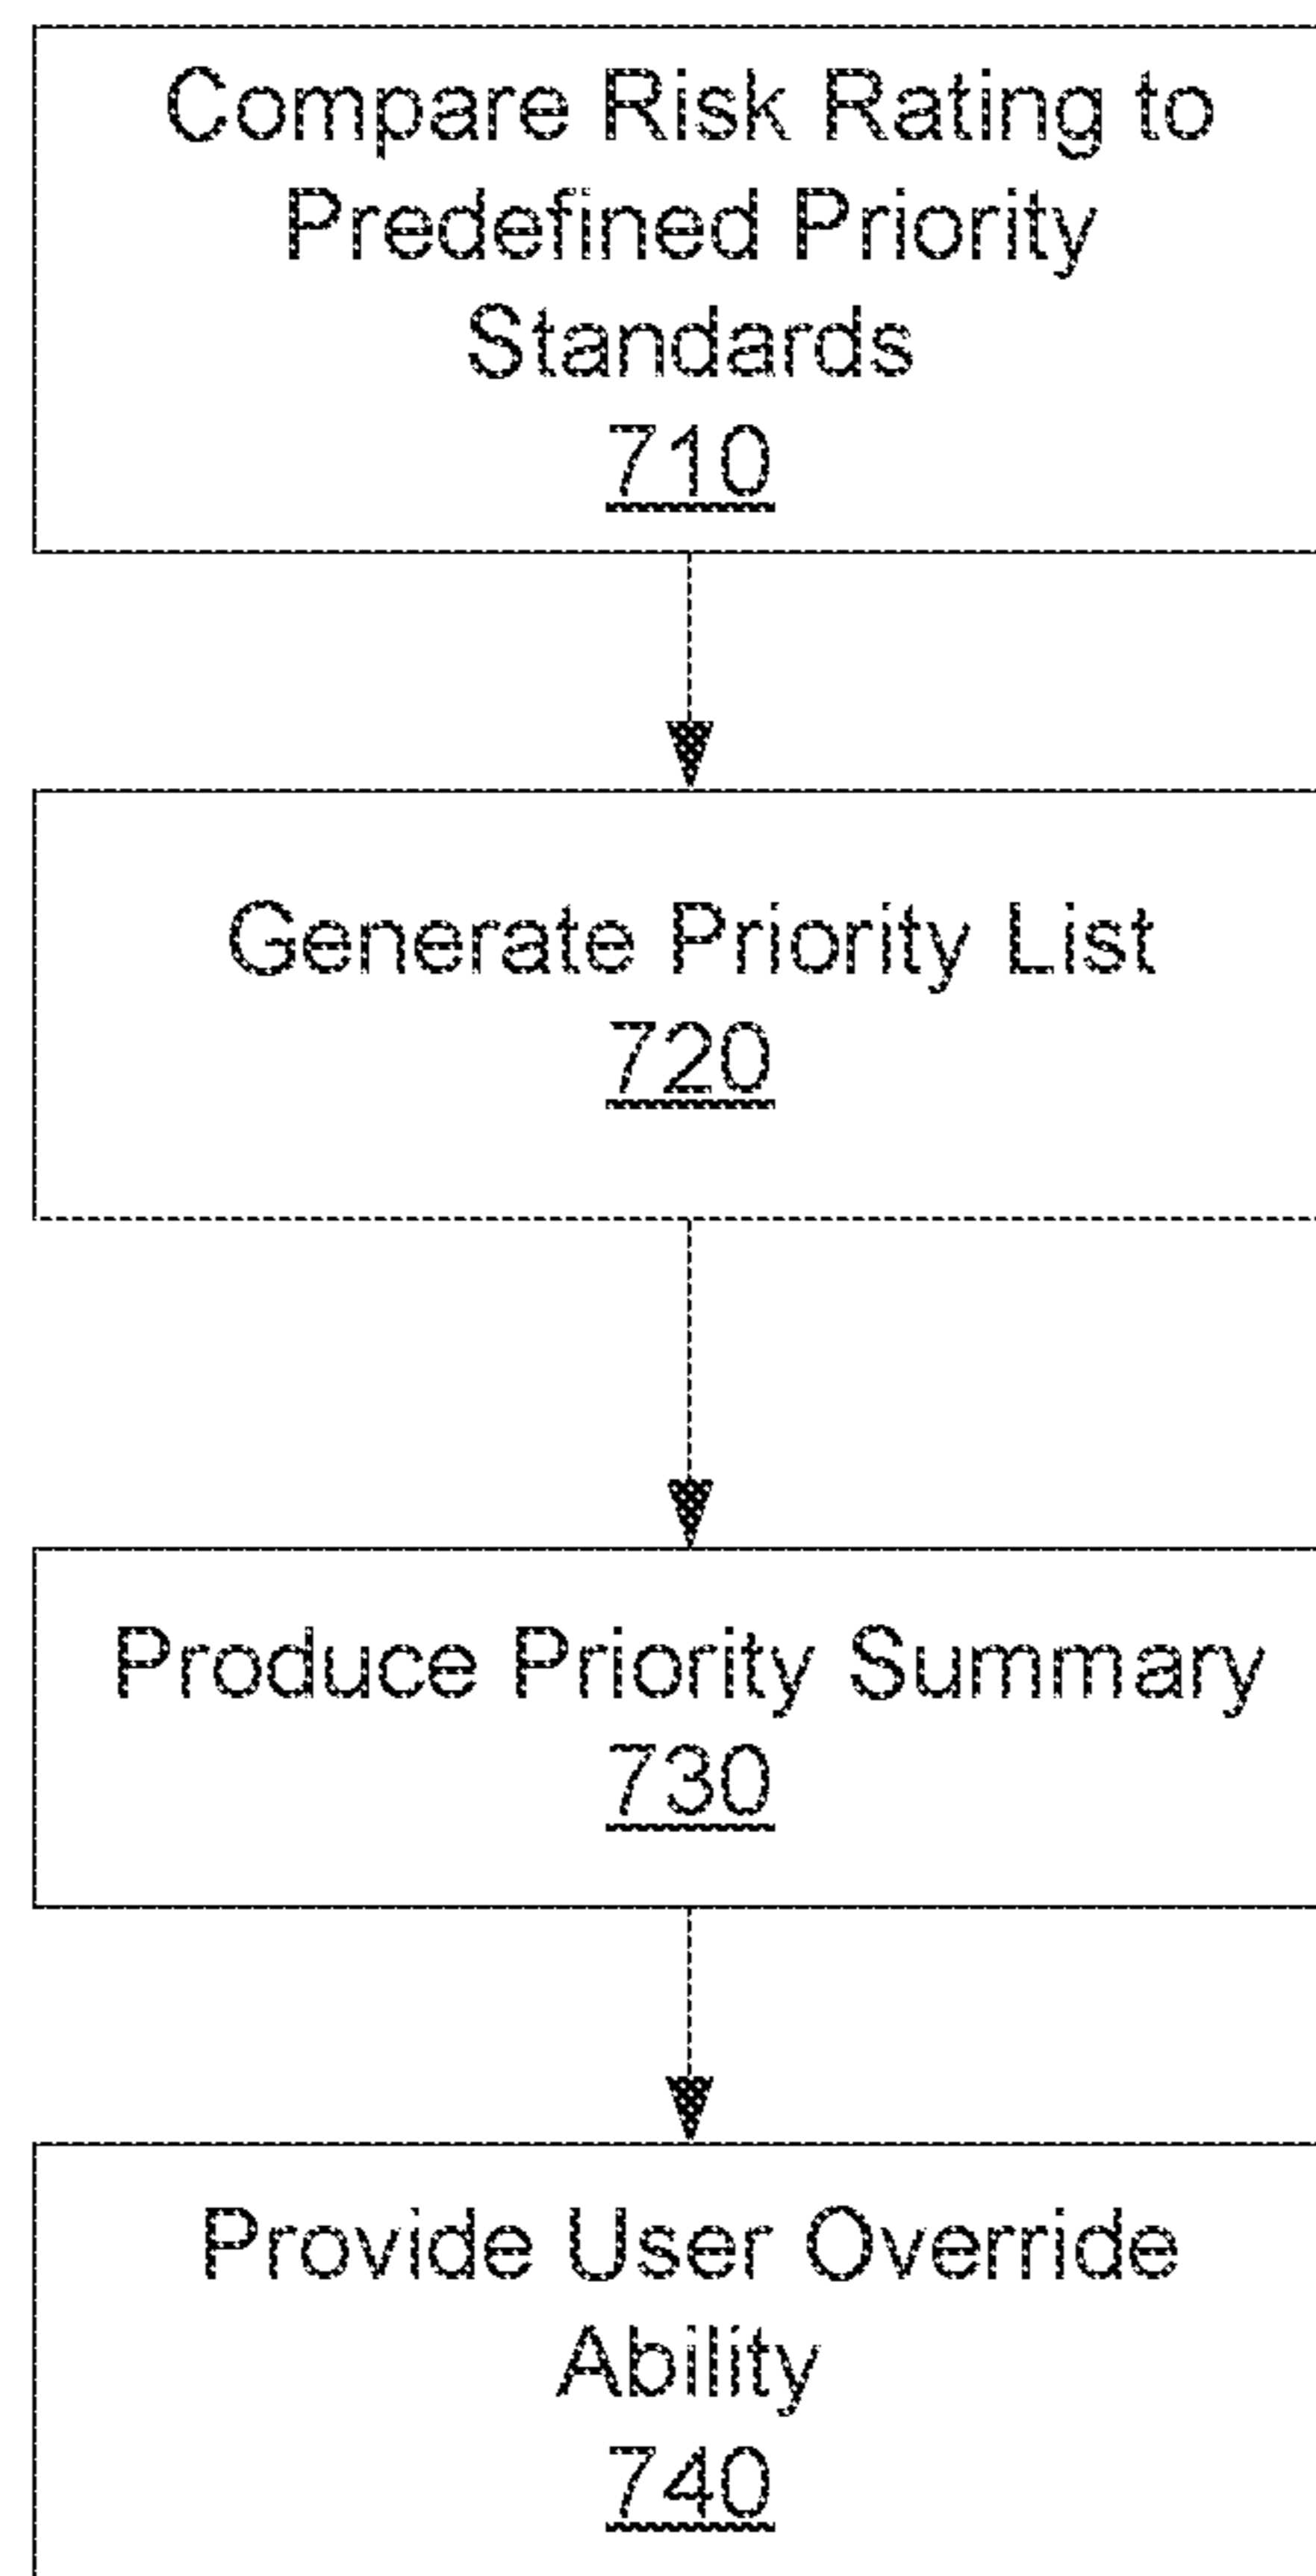 Compare Risk Rating to
Predefined Priority
Standards
710
Generate Priority List
720
Produce Priority Summary
730
Provide User Override
Ability
740